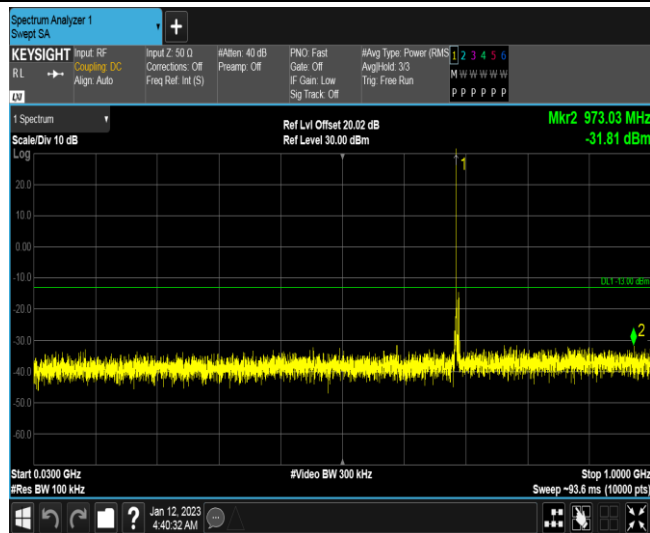 Spectrum Analyzer 1
Swept SA
+
KEYSIGHT
RL
Input: RF
Coupling: DC
Align: Auto
Input Z: 50 Ω
Corrections: Off
Freq Ref: Int (S)
#Atten: 40 dB
Preamp: Off
PNO: Fast
Gate: Off
IF Gain: Low
Sig Track: Off
#Avg Type: Power (RMS
Avg|Hold: 3/3
Trig: Free Run
1 2 3 4 5 6
M W W W W W
P P P P P P
LXI
1 Spectrum
Scale/Div 10 dB
Log
Ref Lvl Offset 20.02 dB
Ref Level 30.00 dBm
Mkr2 973.03 MHz
-31.81 dBm
1
20.0
10.0
0.00
-10.0
DL1 -13.00 dBm
-20.0
-30.0
2
-40.0
-50.0
-60.0
Start 0.0300 GHz
#Res BW 100 kHz
#Video BW 300 kHz
Stop 1.0000 GHz
Sweep ~93.6 ms (10000 pts)
?
Jan 12, 2023
4:40:32 AM